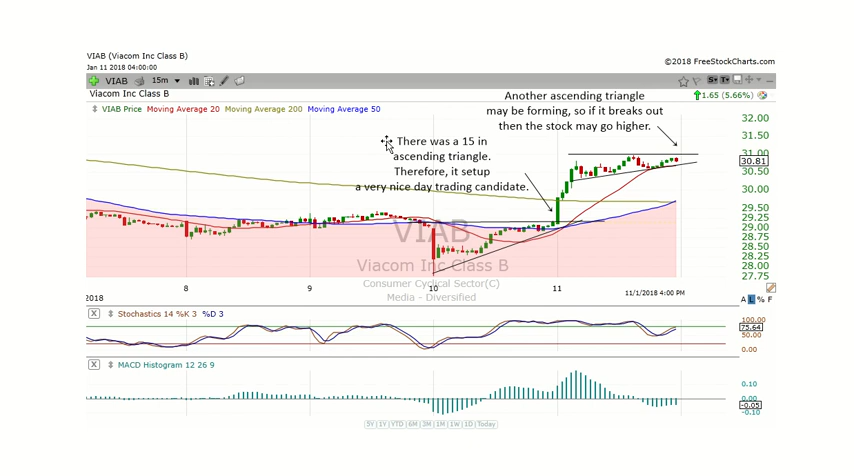 VIAB (Viacom Inc Class B)
Jan 11 2018 04:00:00
©2018 FreeStockCharts.com
VIAB 15m
Viacom Inc Class B
1.65 (5.66%)
VIAB Price Moving Average 20 Moving Average 200 Moving Average 50
Another ascending triangle
may be forming, so if it breaks out
then the stock may go higher.
There was a 15 in
ascending triangle.
Therefore, it setup
a very nice day trading candidate.
32.00
31.50
31.00
30.81
30.50
30.00
29.50
29.25
29.00
28.75
28.50
28.25
28.00
27.75
VIAB
Viacom Inc Class B
Consumer Cyclical Sector(C)
Media - Diversified
2018 8 9 10 11 11/1/2018 4:00 PM
A L % F
X Stochastics 14 %K 3 %D 3
100.00
75.64
50.00
0.00
X MACD Histogram 12 26 9
0.10
0.00
-0.05
5Y 1Y YTD 6M 3M 1M 1W 1D Today